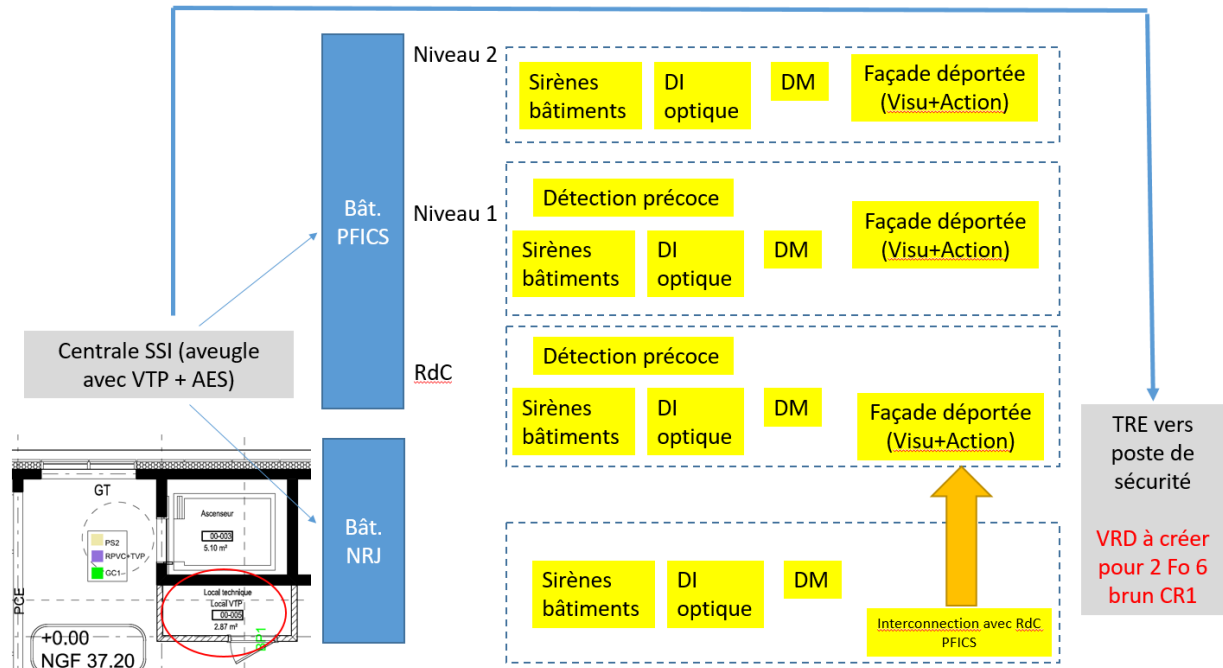 Niveau 2
Sirènes
bâtiments
DI
optique
DM
Façade déportée
(Visu+Action)
Bât.
PFICS
Niveau 1
Détection précoce
Sirènes
bâtiments
DI
optique
DM
Façade déportée
(Visu+Action)
Centrale SSI (aveugle
avec VTP + AES)
RdC
Détection précoce
Sirènes
bâtiments
DI
optique
DM
Façade déportée
(Visu+Action)
TRE vers
poste de
sécurité
VRD à créer
pour 2 Fo 6
brun CR1
Bât.
NRJ
Sirènes
bâtiments
DI
optique
DM
Interconnection avec RdC
PFICS
GT
PS2
RPVC+TVP
GC1–
Ascenseur
00-003
5.10 m²
Local technique
Local VTP
00-005
2.87 m²
PCE
+0.00
NGF 37.20